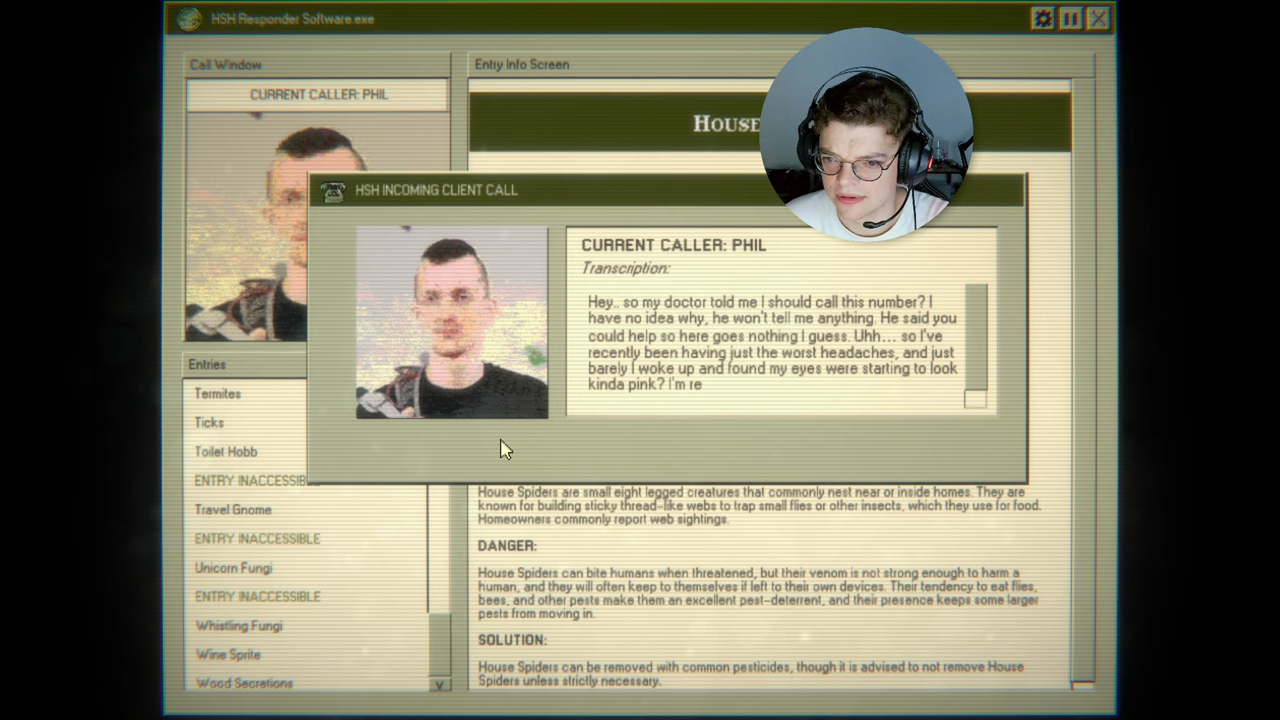 HSH Responder Software.exe
Call Window
Entry Info Screen
CURRENT CALLER: PHIL
HOUSE
HSH INCOMING CLIENT CALL
CURRENT CALLER: PHIL
Transcription:
Hey.. so my doctor told me I should call this number? I
have no idea why, he won't tell me anything. He said you
could help so here goes nothing I guess. Uhh... so I've
recently been having just the worst headaches, and just
barely I woke up and found my eyes were starting to look
kinda pink? I'm re
Entries
Termites
Ticks
Toilet Hobb
ENTRY INACCESSIB
Travel Gnome
ENTRY INACCESSIBLE
Unicorn Fungi
ENTRY INACCESSIBLE
Whistling Fungi
Wine Sprite
Wood Secretions
House Spiders are small eight legged creatures that commonly nest near or inside homes. They are
known for building sticky thread-like webs to trap small flies or other insects, which they use for food.
Homeowners commonly report web sightings.
DANGER:
House Spiders can bite humans when threatened, but their venom is not strong enough to harm a
human, and they will often keep to themselves if left to their own devices. Their tendency to eat flies,
bees, and other pests make them an excellent pest-deterrent, and their presence keeps some larger
pests from moving in.
SOLUTION:
House Spiders can be removed with common pesticides, though it is advised to not remove House
Spiders unless strictly necessary.